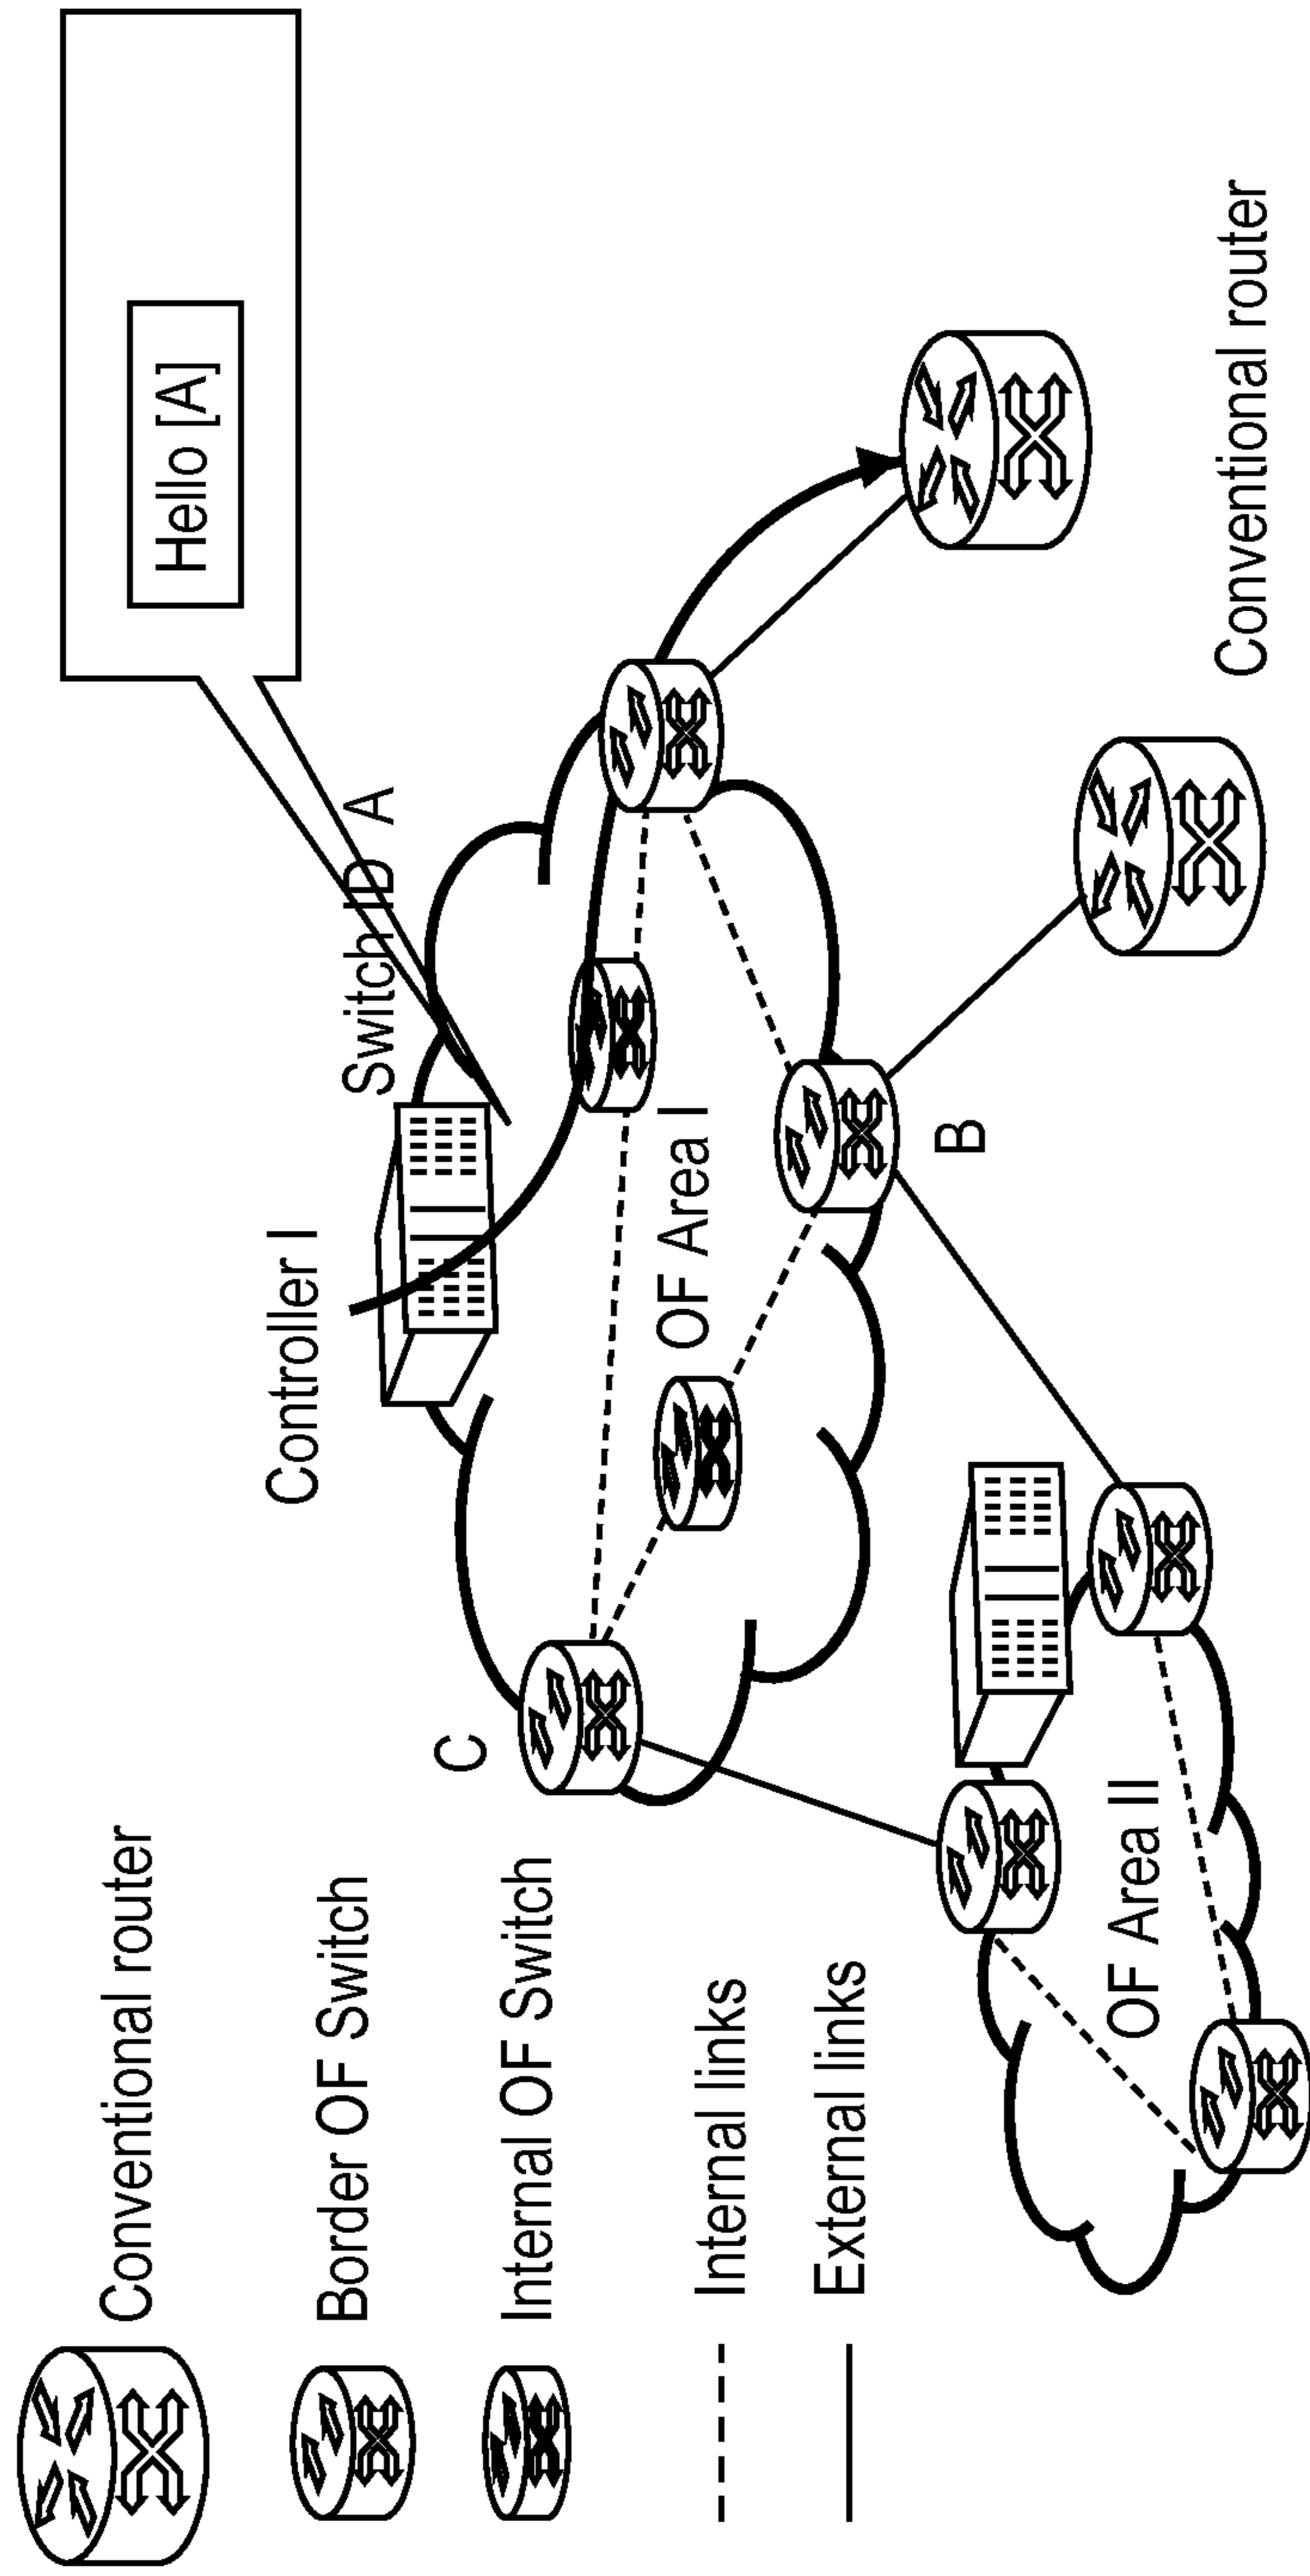 Conventional router
Border OF Switch
Internal OF Switch
Internal links
External links
Hello [A]
Controller I
Switch ID A
C
OF Area I
B
OF Area II
Conventional router